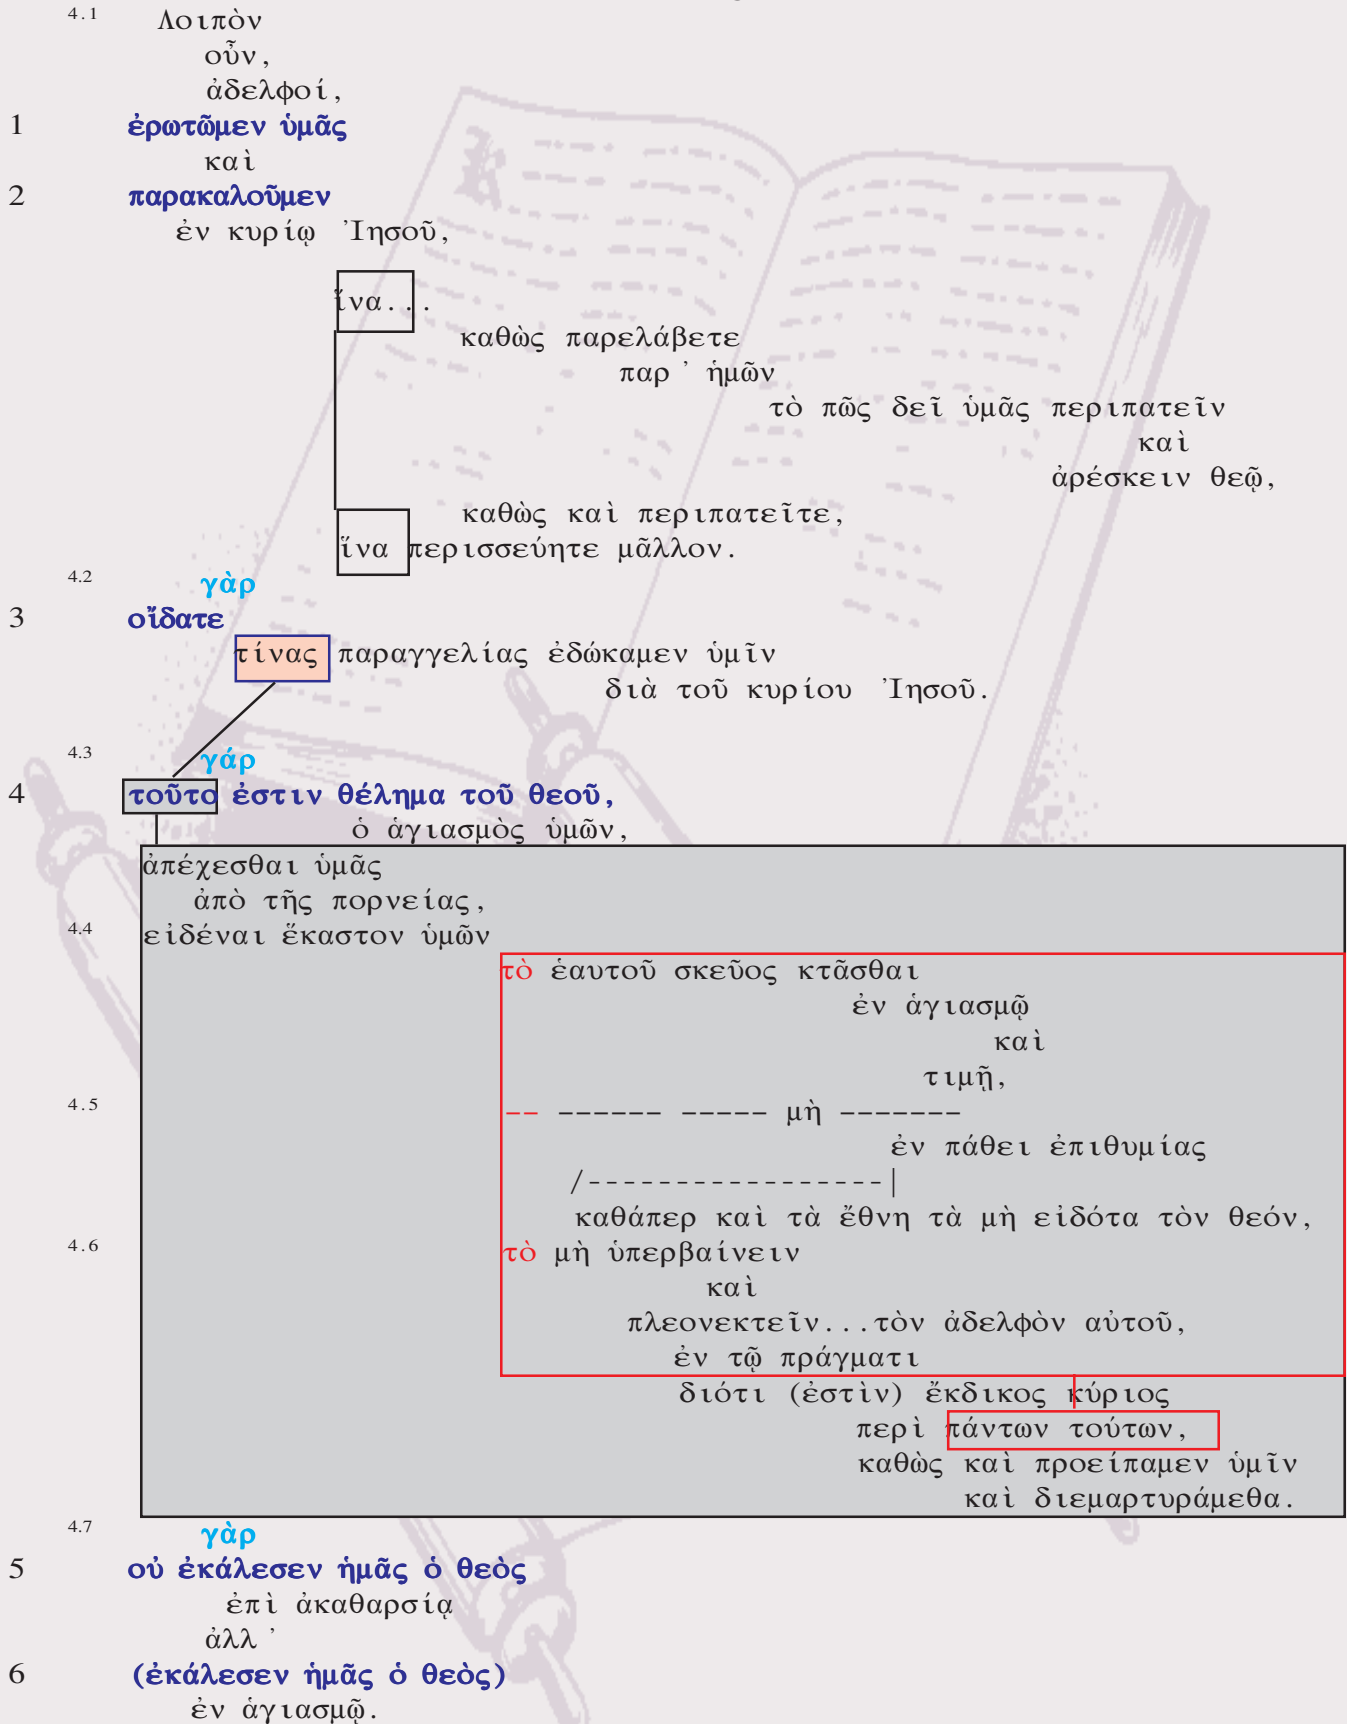 4.1 Λοιπὸν
οὖν,
ἀδελφοί,
1 ἐρωτῶμεν ὑμᾶς
καὶ
2 παρακαλοῦμεν
ἐν κυρίῳ Ἰησοῦ,
ἵνα...
καθὼς παρελάβετε
παρ' ἡμῶν
τὸ πῶς δεῖ ὑμᾶς περιπατεῖν
καὶ
ἀρέσκειν θεῷ,
καθὼς καὶ περιπατεῖτε,
ἵνα περισσεύητε μᾶλλον.
4.2 γὰρ
3 οἴδατε
τίνας παραγγελίας ἐδώκαμεν ὑμῖν
διὰ τοῦ κυρίου Ἰησοῦ.
4.3 γάρ
4 τοῦτο ἐστιν θέλημα τοῦ θεοῦ,
ὁ ἁγιασμὸς ὑμῶν,
ἀπέχεσθαι ὑμᾶς
ἀπὸ τῆς πορνείας,
4.4 εἰδέναι ἕκαστον ὑμῶν
τὸ ἑαυτοῦ σκεῦος κτᾶσθαι
ἐν ἁγιασμῷ
καὶ
τιμῇ,
4.5 -- ------ ----- μὴ -------
ἐν πάθει ἐπιθυμίας
/-----------------|
καθάπερ καὶ τὰ ἔθνη τὰ μὴ εἰδότα τὸν θεόν,
4.6 τὸ μὴ ὑπερβαίνειν
καὶ
πλεονεκτεῖν...τὸν ἀδελφὸν αὐτοῦ,
ἐν τῷ πράγματι
διότι (ἐστὶν) ἔκδικος κύριος
περὶ πάντων τούτων,
καθὼς καὶ προείπαμεν ὑμῖν
καὶ διεμαρτυράμεθα.
4.7 γὰρ
5 οὐ ἐκάλεσεν ἡμᾶς ὁ θεὸς
ἐπὶ ἀκαθαρσίᾳ
ἀλλ'
6 (ἐκάλεσεν ἡμᾶς ὁ θεὸς)
ἐν ἁγιασμῷ.